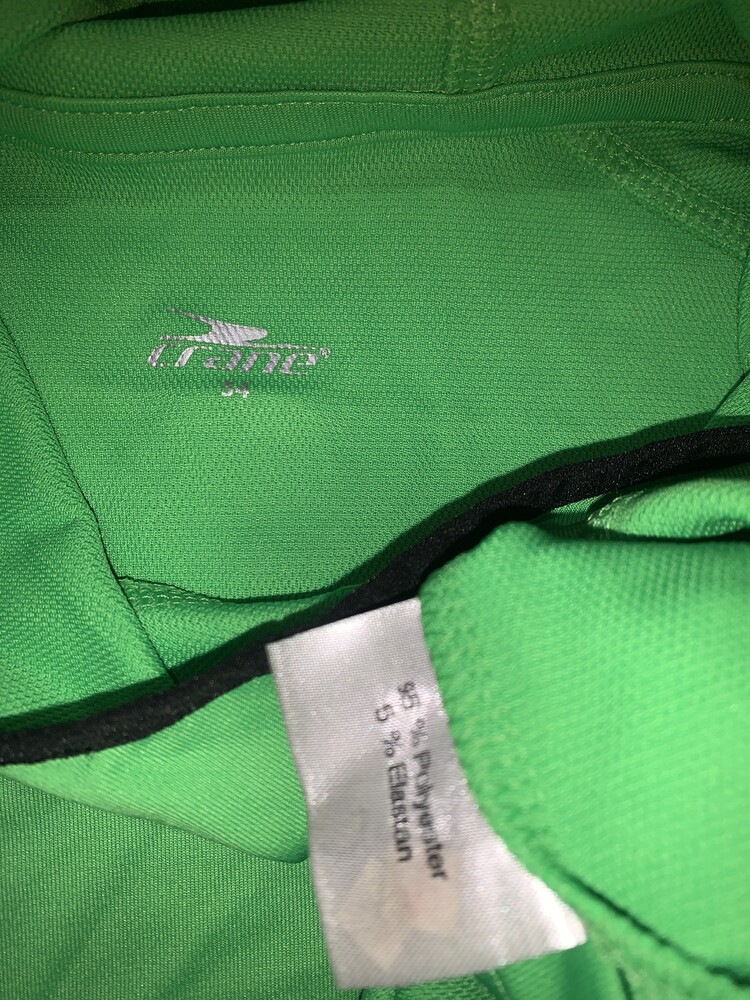 crane®
54
95 % Polyester
5 % Elastan